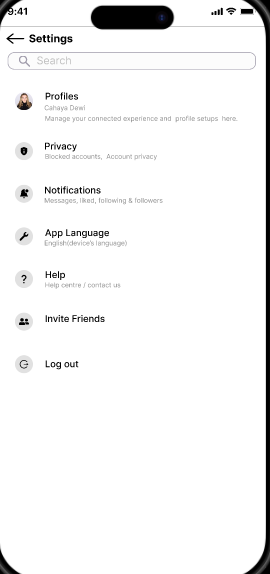 9:41
Settings
Search
Profiles
Cahaya Dewi
Manage your connected experience and profile setups here.
Privacy
Blocked accounts, Account privacy
Notifications
Messages, liked, following & followers
App Language
English(device's language)
Help
Help centre / contact us
Invite Friends
Log out